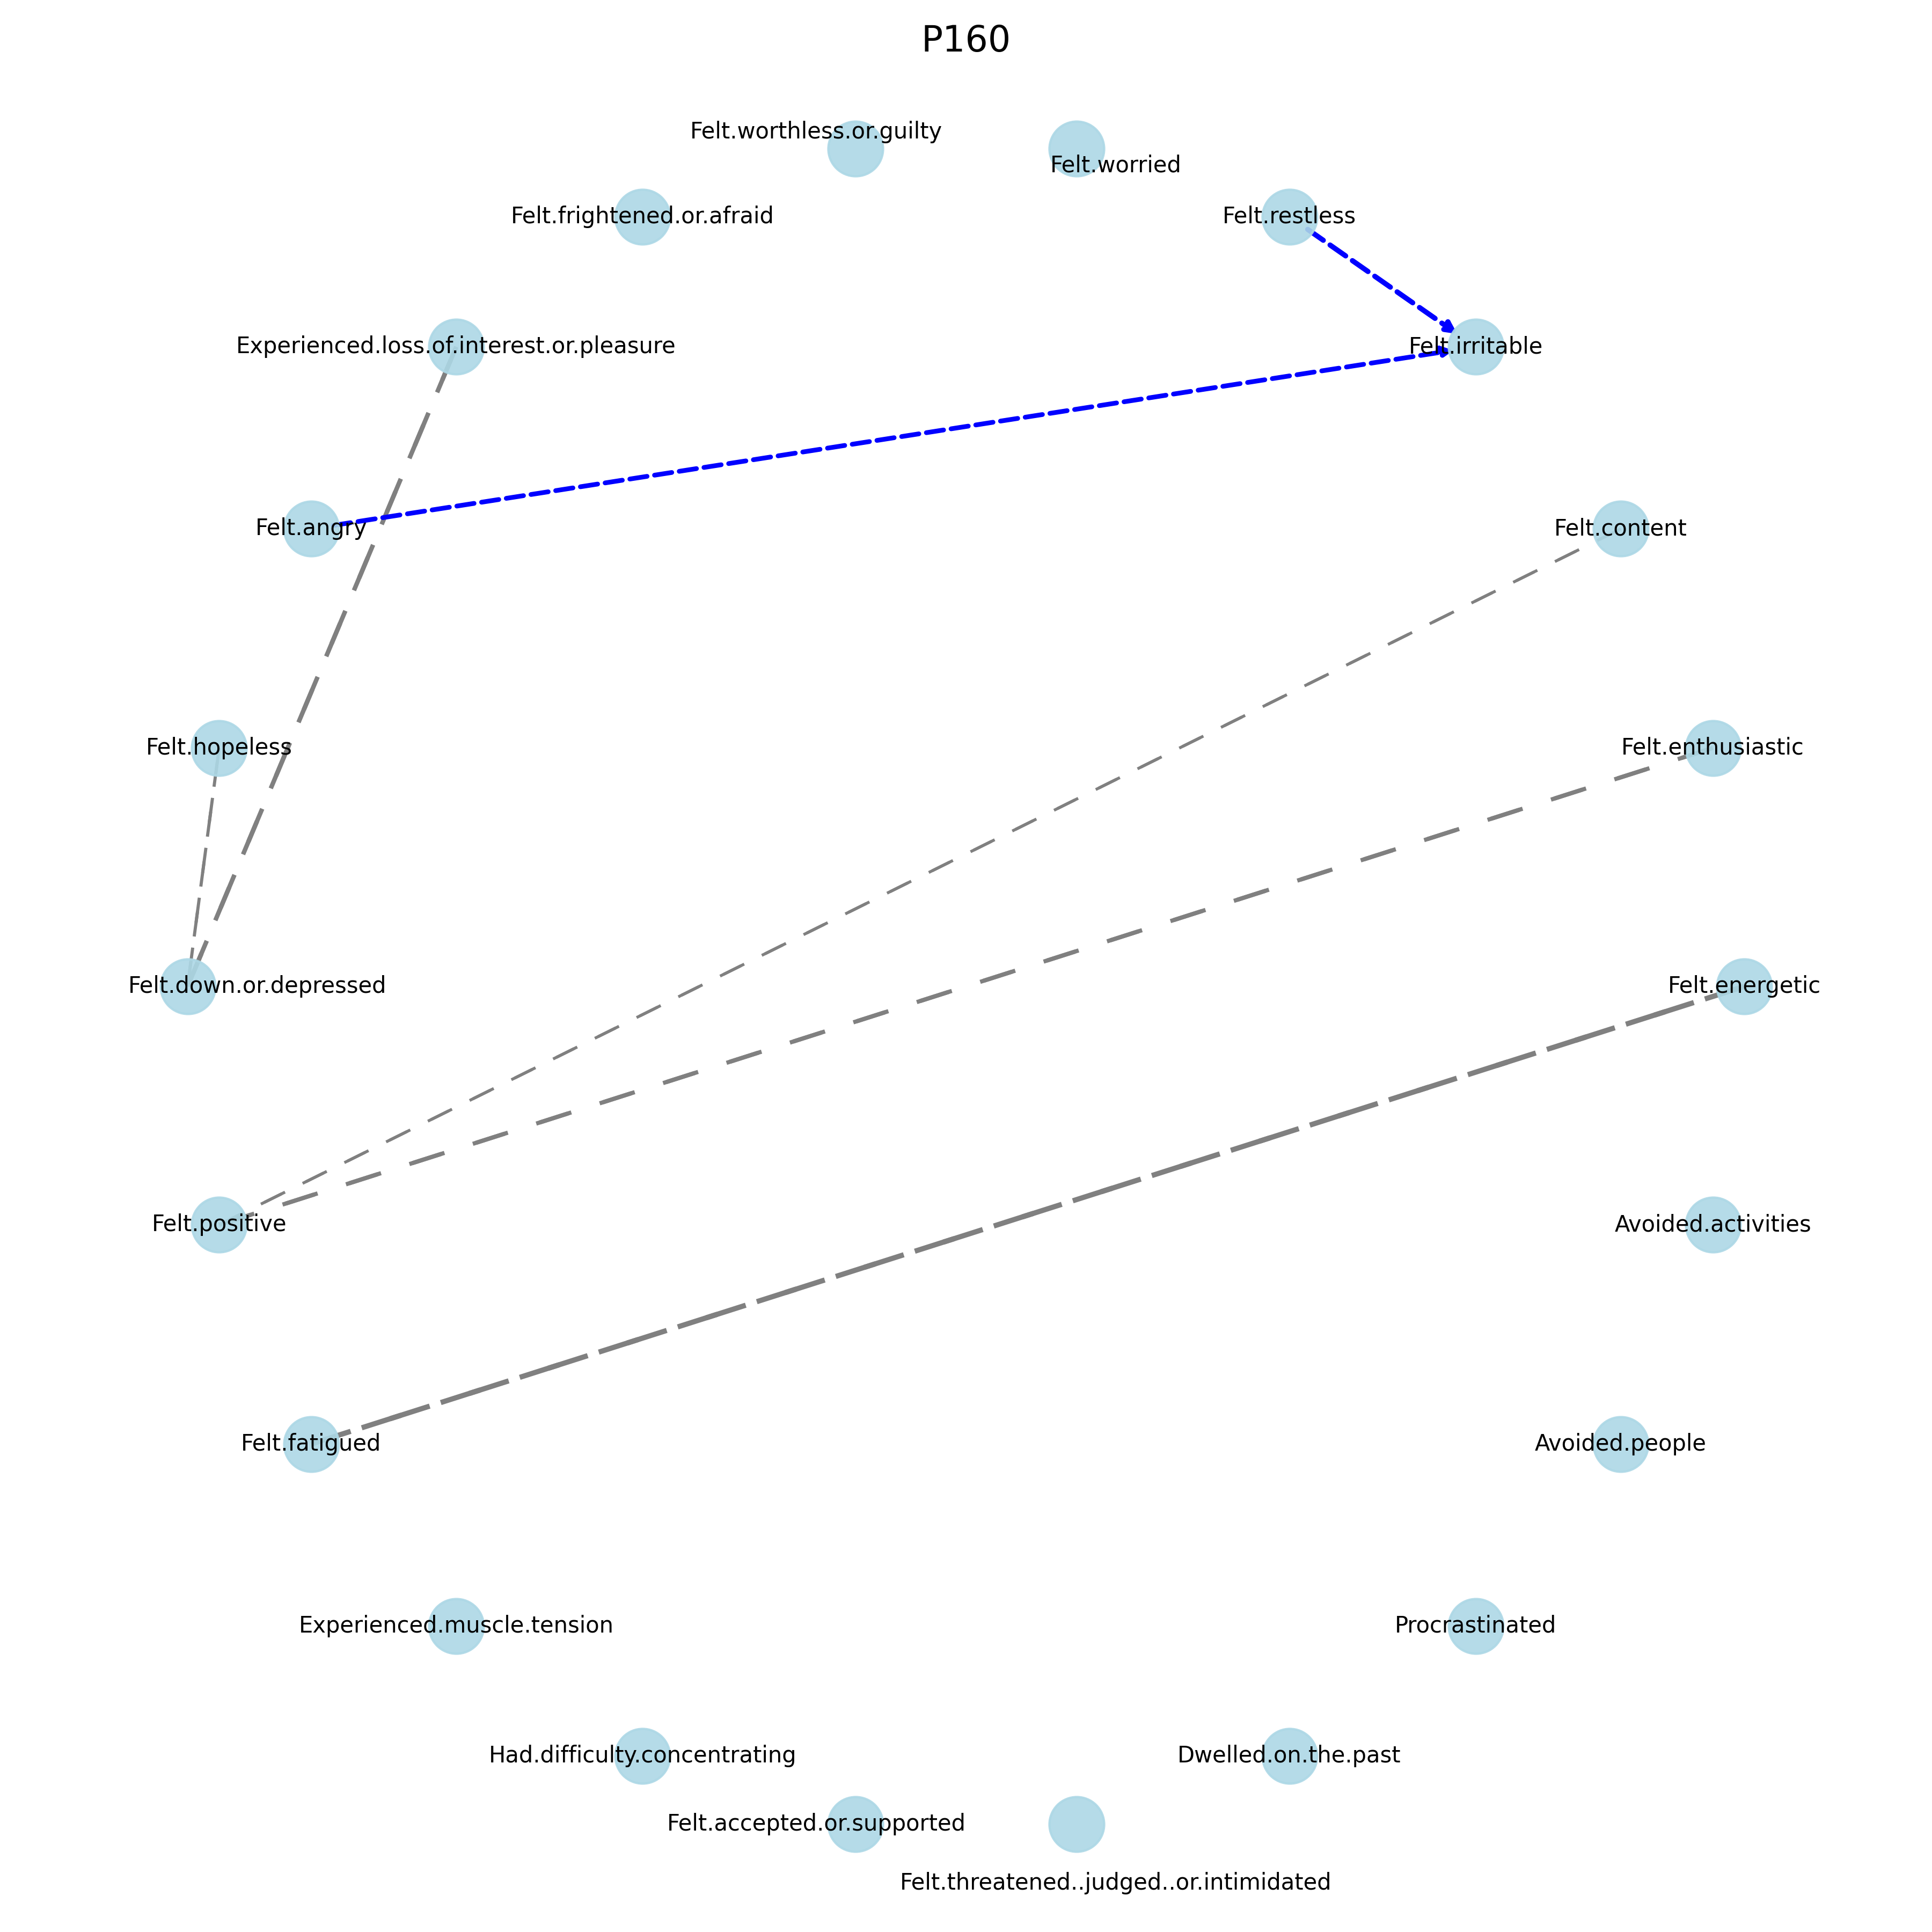 P160
Felt.worthless.or.guilty
Felt.worried
Felt.frightened.or.afraid
Felt.restless
Experienced.loss.of.interest.or.pleasure
Felt.irritable
Felt.angry
Felt.content
Felt.hopeless
Felt.enthusiastic
Felt.down.or.depressed
Felt.energetic
Felt.positive
Avoided.activities
Felt.fatigued
Avoided.people
Experienced.muscle.tension
Procrastinated
Had.difficulty.concentrating
Dwelled.on.the.past
Felt.accepted.or.supported
Felt.threatened..judged..or.intimidated